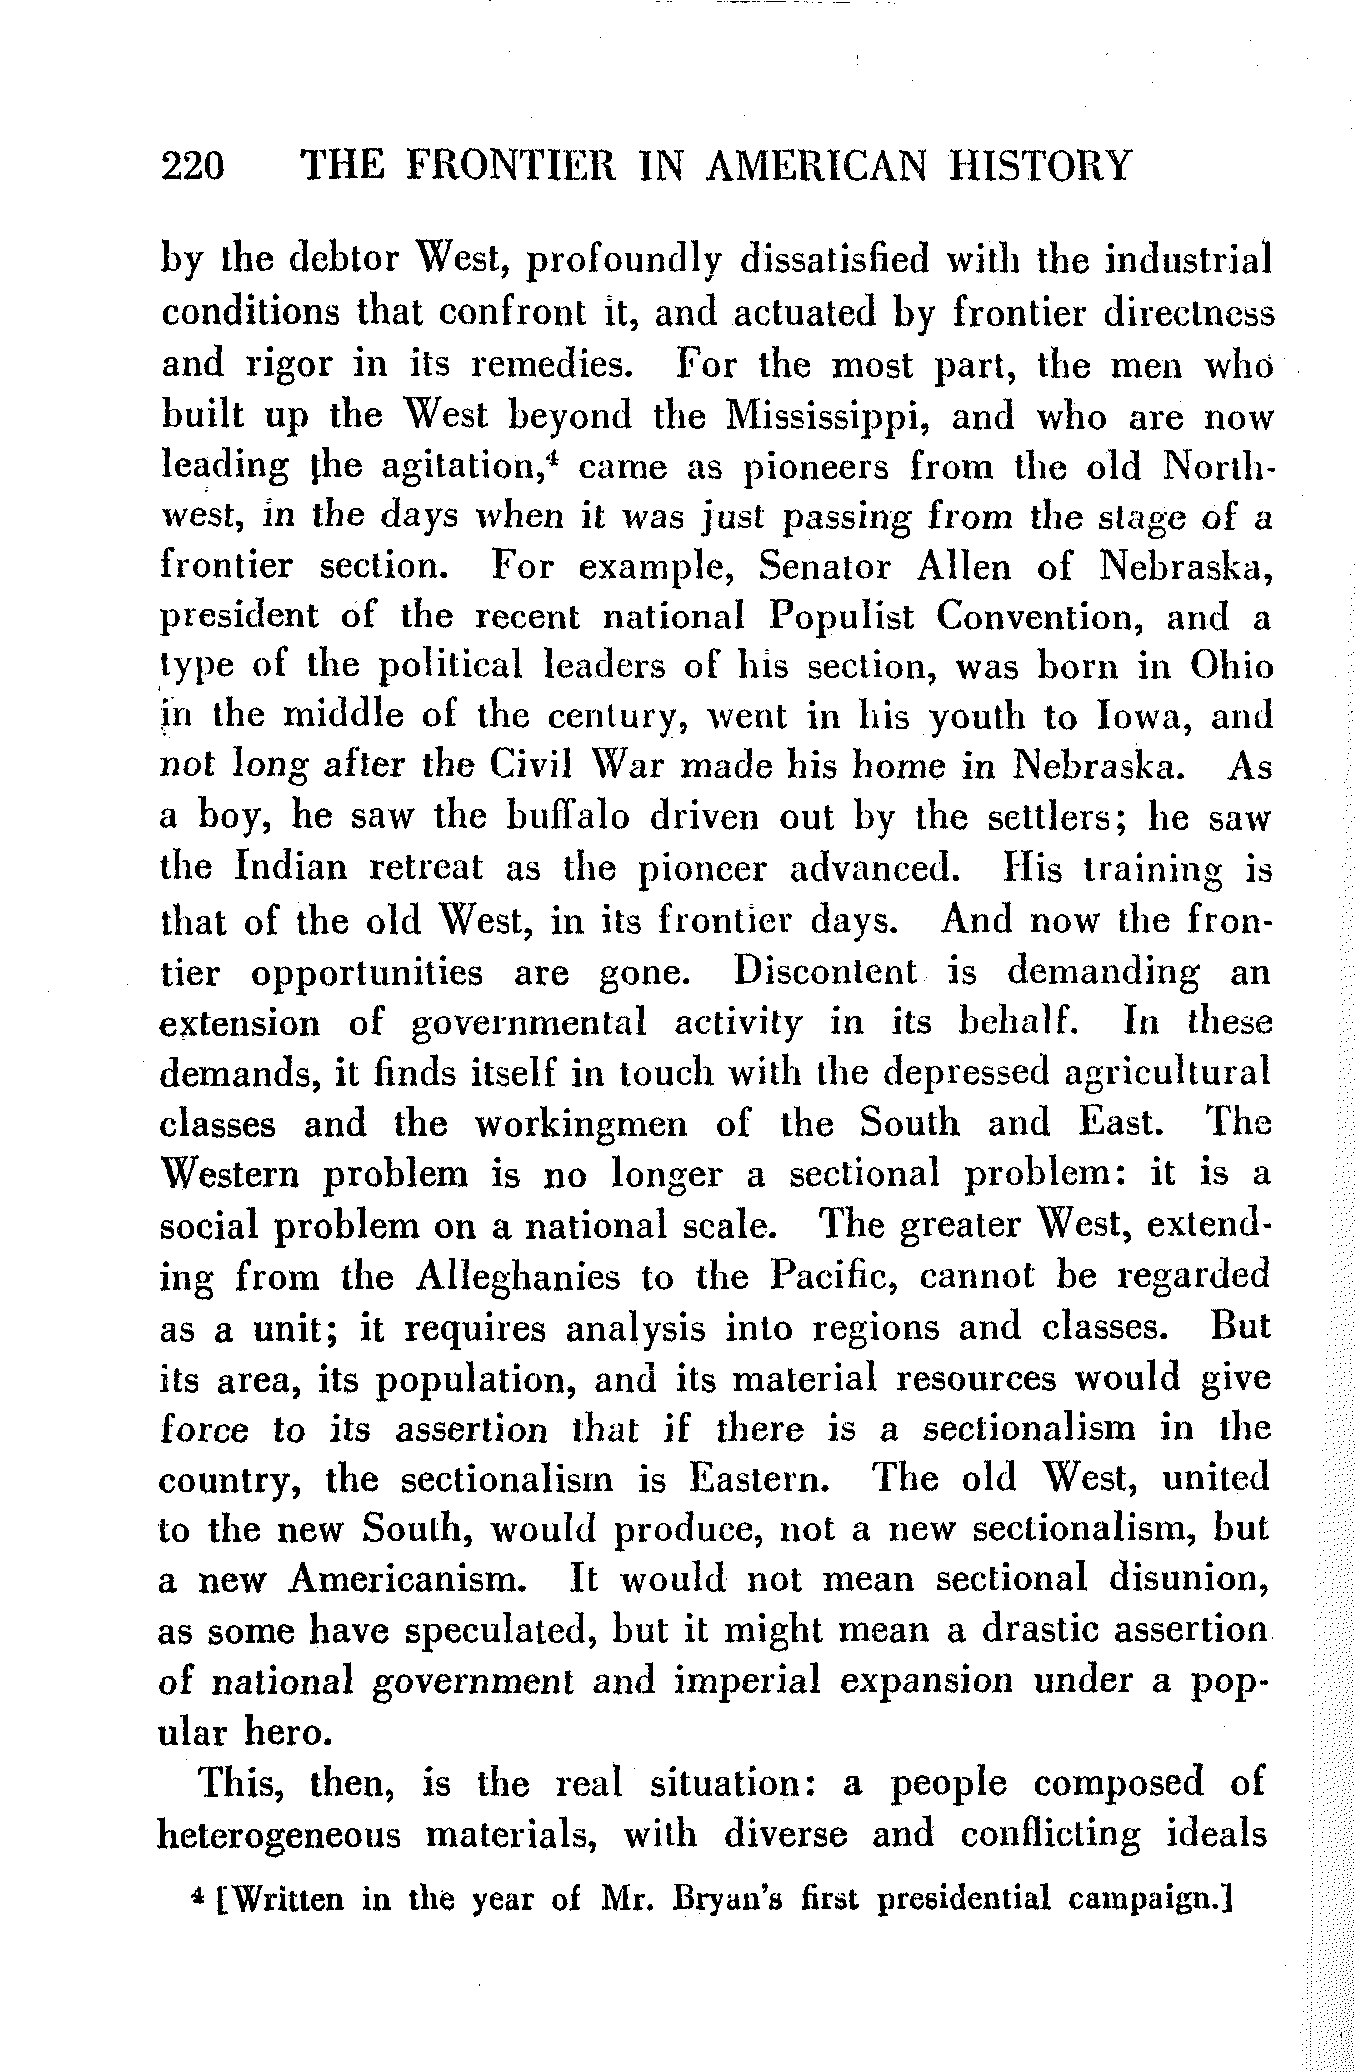 220 THE FRONTIER IN AMERICAN HISTORY
by the debtor West, profoundly dissatisfied with the industrial
conditions that confront it, and actuated by frontier directness
and rigor in its remedies. For the most part, the men who
built up the West beyond the Mississippi, and who are now
leading the agitation,⁴ came as pioneers from the old North-
west, in the days when it was just passing from the stage of a
frontier section. For example, Senator Allen of Nebraska,
president of the recent national Populist Convention, and a
type of the political leaders of his section, was born in Ohio
in the middle of the century, went in his youth to Iowa, and
not long after the Civil War made his home in Nebraska. As
a boy, he saw the buffalo driven out by the settlers; he saw
the Indian retreat as the pioneer advanced. His training is
that of the old West, in its frontier days. And now the fron-
tier opportunities are gone. Discontent is demanding an
extension of governmental activity in its behalf. In these
demands, it finds itself in touch with the depressed agricultural
classes and the workingmen of the South and East. The
Western problem is no longer a sectional problem: it is a
social problem on a national scale. The greater West, extend-
ing from the Alleghanies to the Pacific, cannot be regarded
as a unit; it requires analysis into regions and classes. But
its area, its population, and its material resources would give
force to its assertion that if there is a sectionalism in the
country, the sectionalism is Eastern. The old West, united
to the new South, would produce, not a new sectionalism, but
a new Americanism. It would not mean sectional disunion,
as some have speculated, but it might mean a drastic assertion
of national government and imperial expansion under a pop-
ular hero.
This, then, is the real situation: a people composed of
heterogeneous materials, with diverse and conflicting ideals
⁴ [Written in the year of Mr. Bryan's first presidential campaign.]